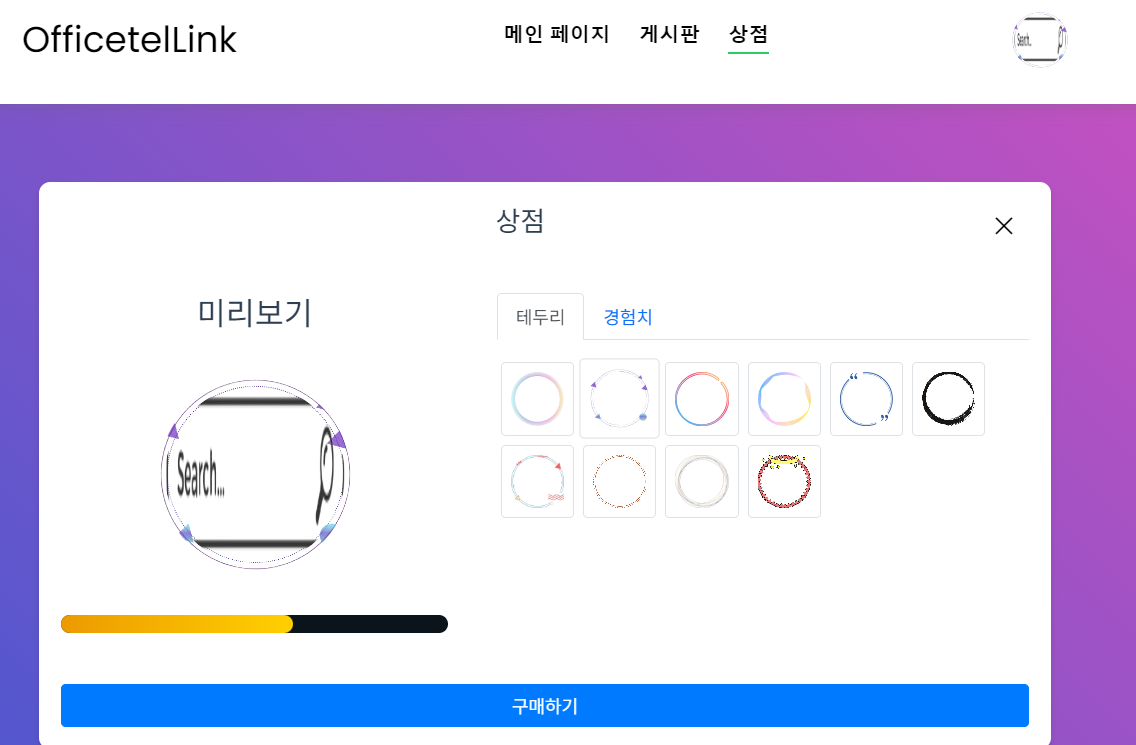 OfficetelLink
메인 페이지 게시판 상점
Search...
상점
미리보기
테두리 경험치
Search...
구매하기